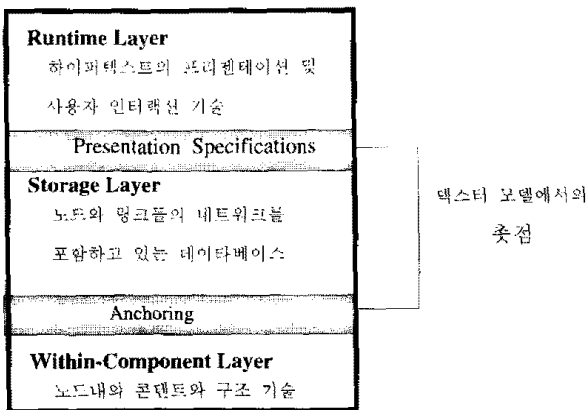 Runtime Layer
하이퍼텍스트의 프리젠테이션 및
사용자 인터랙션 기술
Presentation Specifications
Storage Layer
노드와 링크들의 네트워크를
포함하고 있는 데이타베이스
덱스터 모델에서의
촛점
Anchoring
Within-Component Layer
노드내의 콘텐트와 구조 기술